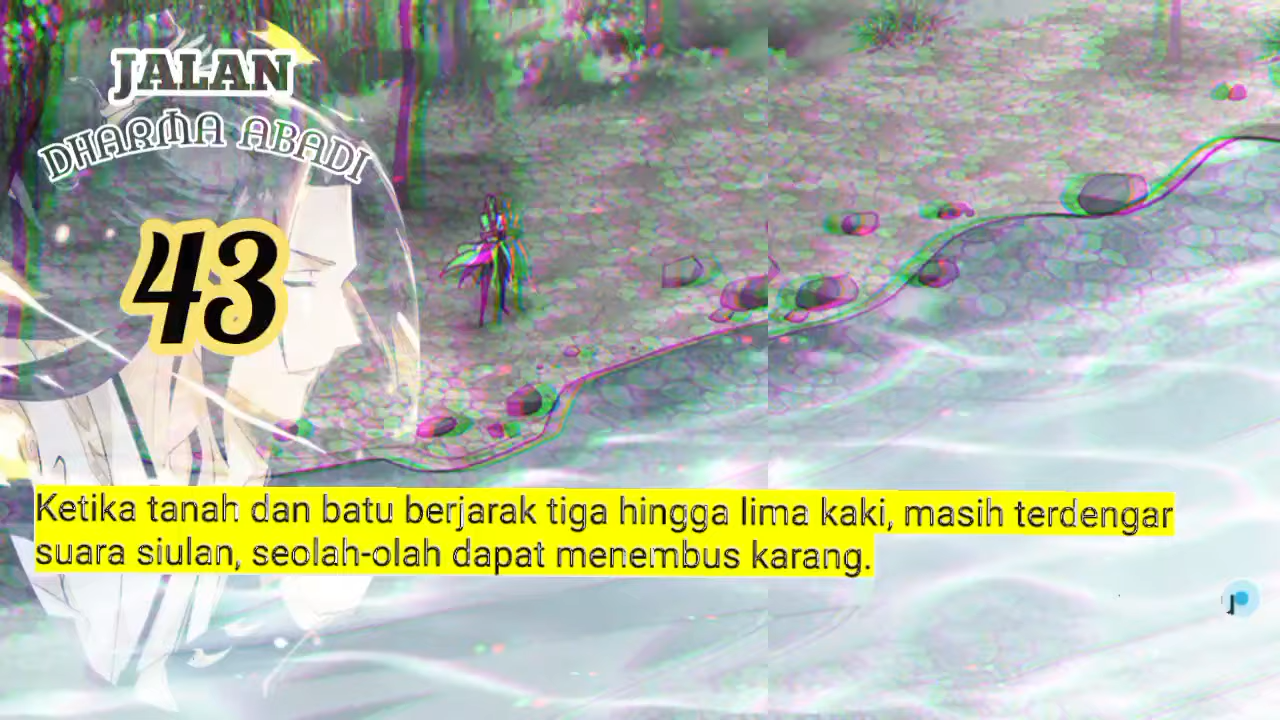 JALAN
DHARMA ABADI
43
Ketika tanah dan batu berjarak tiga hingga lima kaki, masih terdengar
suara siulan, seolah-olah dapat menembus karang.